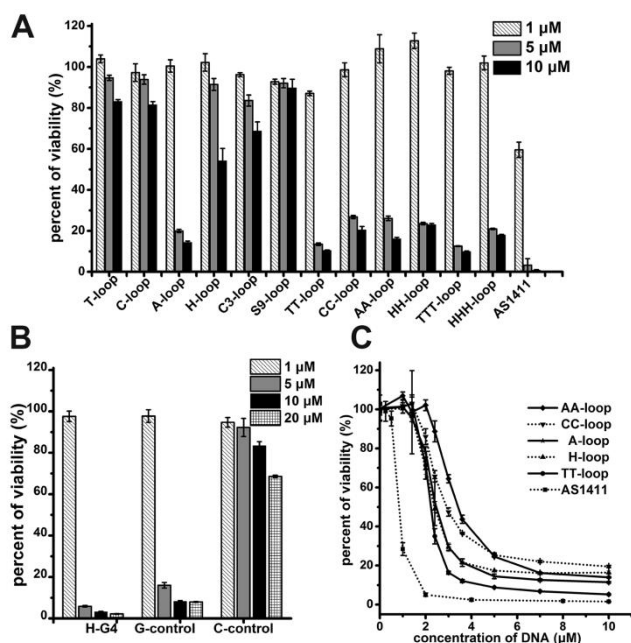 A
1 μM
5 μM
10 μM
percent of viability (%)
120
100
80
60
40
20
0
T-loop
C-loop
A-loop
H-loop
C3-loop
S9-loop
TT-loop
CC-loop
AA-loop
HH-loop
TTT-loop
HHH-loop
AS1411
B
1 μM
5 μM
10 μM
20 μM
percent of viability (%)
120
100
80
60
40
20
0
H-G4
G-control
C-control
C
AA-loop
CC-loop
A-loop
H-loop
TT-loop
AS1411
percent of viability (%)
120
100
80
60
40
20
0
0 2 4 6 8 10
concentration of DNA (μM)